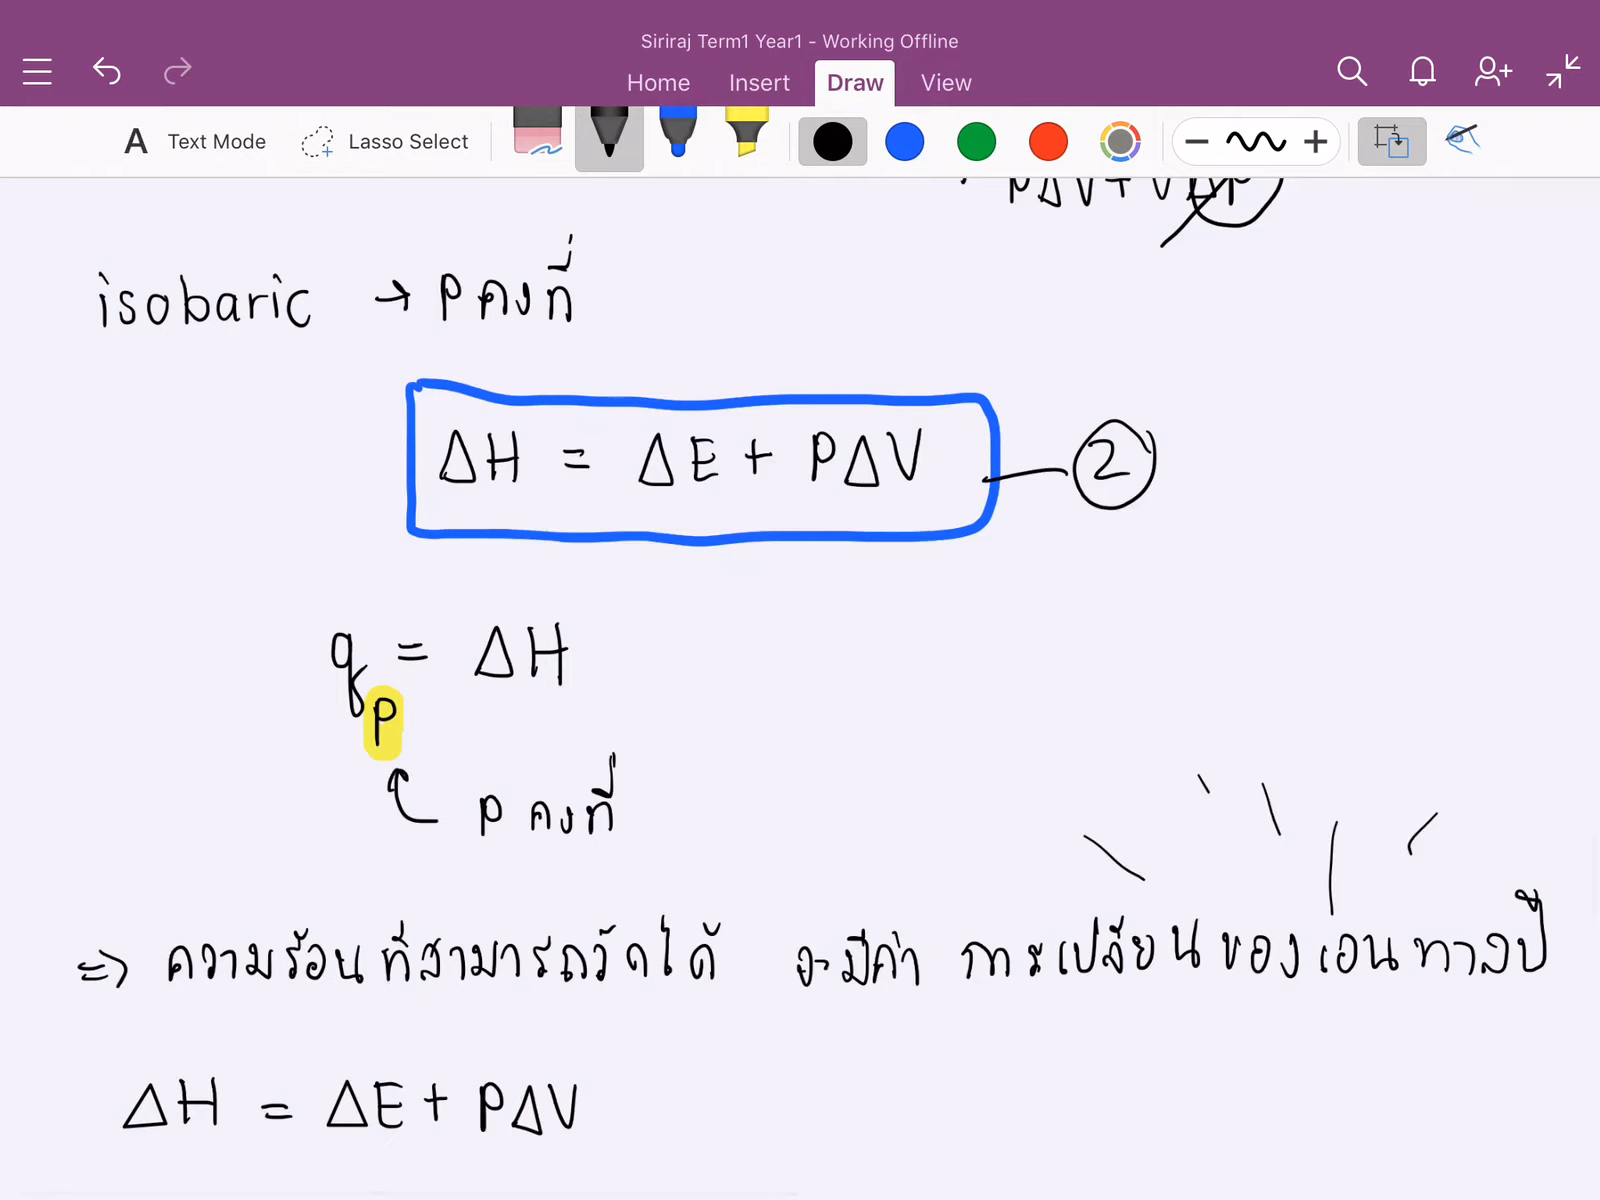 Siriraj Term1 Year1 - Working Offline
Home Insert Draw View
A Text Mode Lasso Select
PΔV + VΔP
isobaric → P คงที่
ΔH = ΔE + PΔV 2
qp = ΔH
P คงที่
=> ความร้อนที่สามารถวัดได้ จะมีค่า การเปลี่ยนของเอนทาลปี
ΔH = ΔE + PΔV